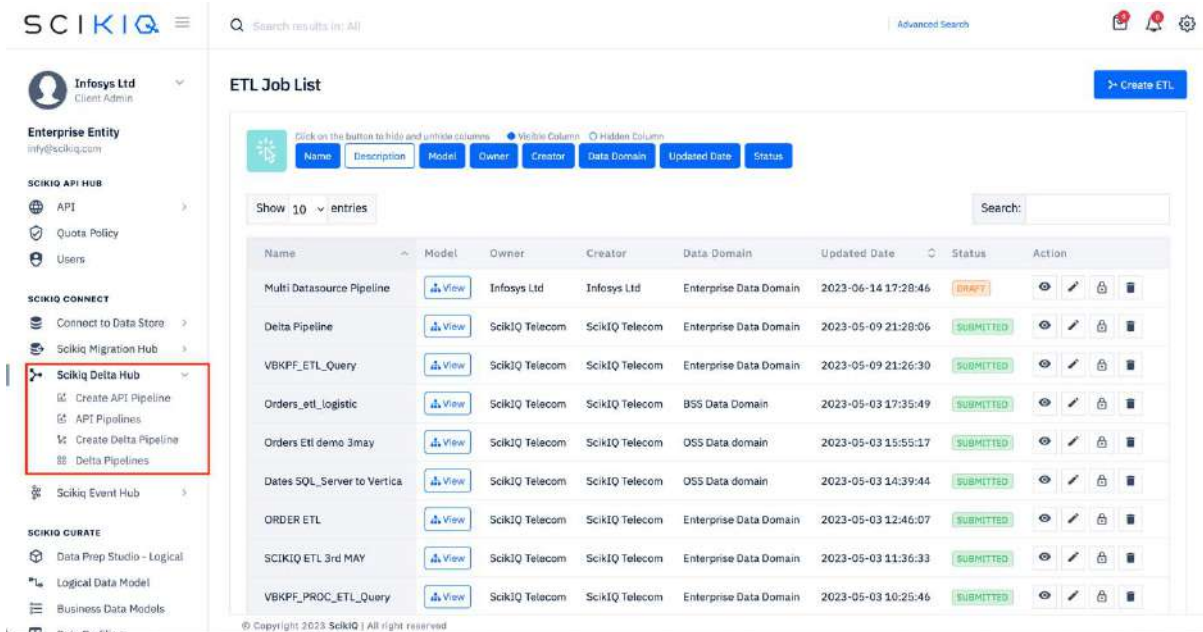 SCIKIQ
Search results in: All
Advanced Search
Infosys Ltd
Client Admin
Enterprise Entity
infy@scikiq.com
SCIKIQ API HUB
API
Quota Policy
Users
SCIKIQ CONNECT
Connect to Data Store
Scikiq Migration Hub
Scikiq Delta Hub
Create API Pipeline
API Pipelines
Create Delta Pipeline
Delta Pipelines
Scikiq Event Hub
SCIKIQ CURATE
Data Prep Studio - Logical
Logical Data Model
Business Data Models
ETL Job List
Create ETL
Click on the button to hide and unhide columns Visible Column Hidden Column
Name Description Model Owner Creator Data Domain Updated Date Status
Show 10 entries Search:
Name Model Owner Creator Data Domain Updated Date Status Action
Multi Datasource Pipeline View Infosys Ltd Infosys Ltd Enterprise Data Domain 2023-06-14 17:28:46 DRAFT
Delta Pipeline View ScikIQ Telecom ScikIQ Telecom Enterprise Data Domain 2023-05-09 21:28:06 SUBMITTED
VBKPF_ETL_Query View ScikIQ Telecom ScikIQ Telecom Enterprise Data Domain 2023-05-09 21:26:30 SUBMITTED
Orders_etl_logistic View ScikIQ Telecom ScikIQ Telecom BSS Data Domain 2023-05-03 17:35:49 SUBMITTED
Orders Etl demo 3may View ScikIQ Telecom ScikIQ Telecom OSS Data domain 2023-05-03 15:55:17 SUBMITTED
Dates SQL_Server to Vertica View ScikIQ Telecom ScikIQ Telecom OSS Data domain 2023-05-03 14:39:44 SUBMITTED
ORDER ETL View ScikIQ Telecom ScikIQ Telecom Enterprise Data Domain 2023-05-03 12:46:07 SUBMITTED
SCIKIQ ETL 3rd MAY View ScikIQ Telecom ScikIQ Telecom Enterprise Data Domain 2023-05-03 11:36:33 SUBMITTED
VBKPF_PROC_ETL_Query View ScikIQ Telecom ScikIQ Telecom Enterprise Data Domain 2023-05-03 10:25:46 SUBMITTED
© Copyright 2023 ScikIQ | All right reserved